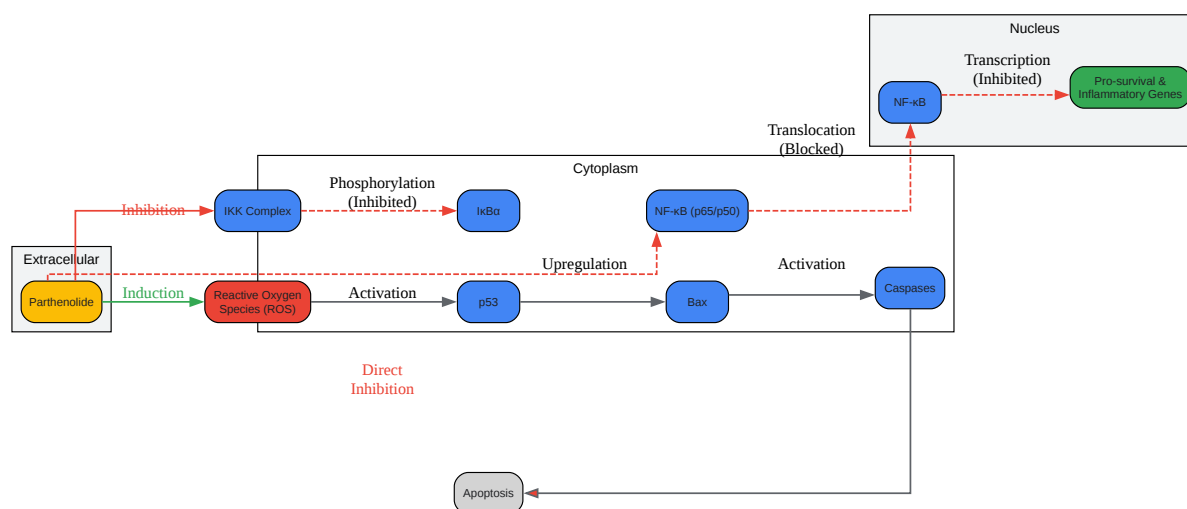 Nucleus
Transcription
(Inhibited)
Pro-survival &
Inflammatory Genes
NF-κB
Translocation
(Blocked)
Cytoplasm
Phosphorylation
(Inhibited)
Inhibition
IKK Complex
IκBα
NF-κB (p65/p50)
Extracellular
Upregulation
Activation
Parthenolide
Induction
Reactive Oxygen
Species (ROS)
Activation
p53
Bax
Caspases
Direct
Inhibition
Apoptosis